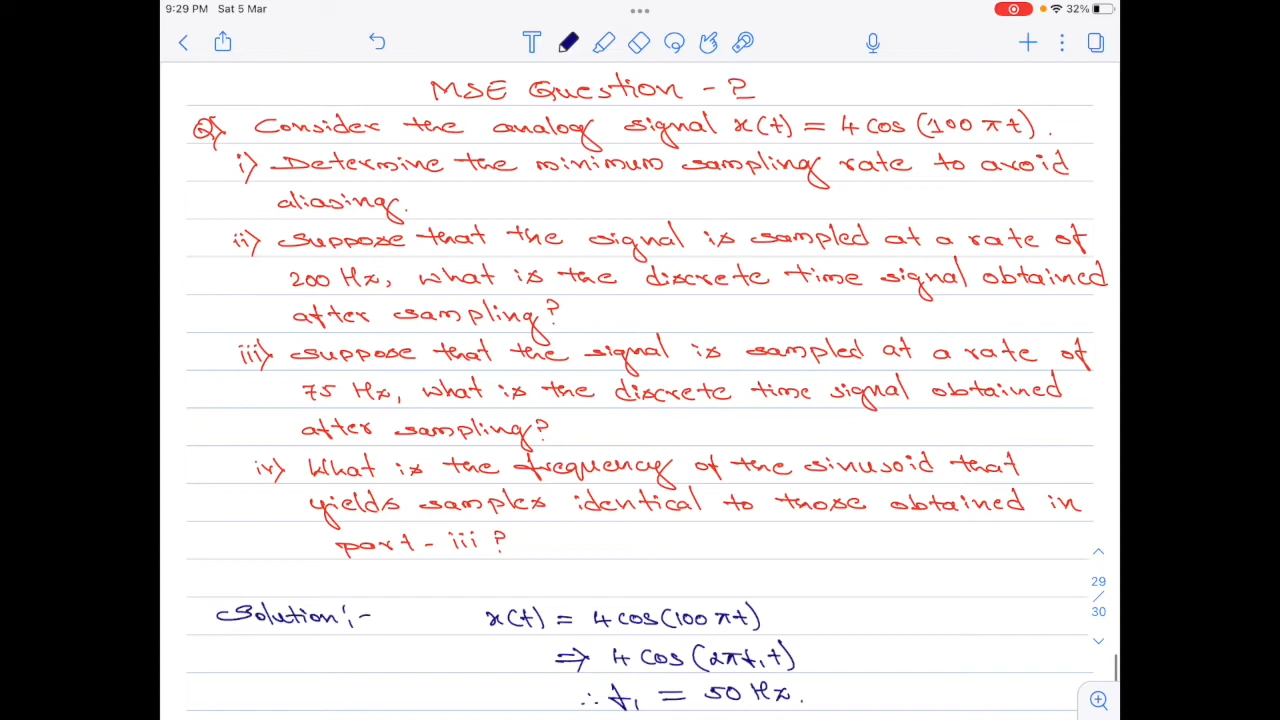 9:29 PM Sat 5 Mar
32%
MSE Question - 2
Q) Consider the analog signal x(t) = 4 cos (100 πt).
i) Determine the minimum sampling rate to avoid
aliasing.
ii) Suppose that the signal is sampled at a rate of
200 Hz, what is the discrete time signal obtained
after sampling?
iii) suppose that the signal is sampled at a rate of
75 Hz, what is the discrete time signal obtained
after sampling?
iv) What is the frequency of the sinusoid that
yields samples identical to those obtained in
part - iii ?
Solution:-
x(t) = 4 cos(100 πt)
⇒ 4 cos (2πf₁t)
∴ f₁ = 50 Hz.
29
30